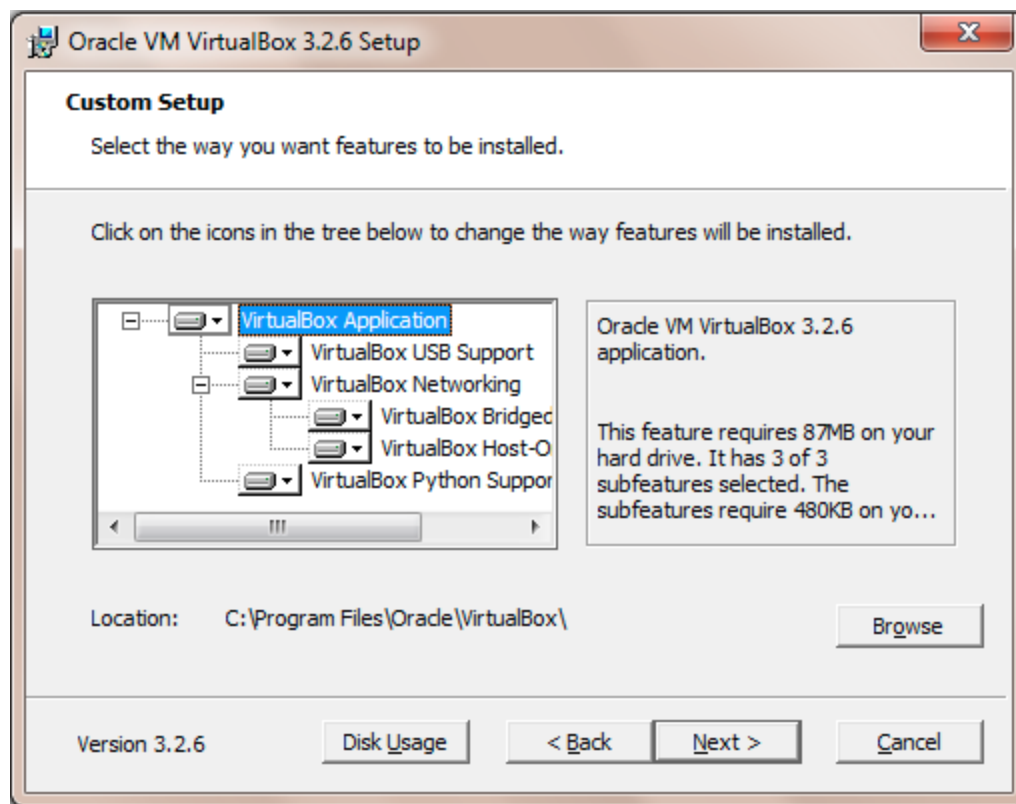 Oracle VM VirtualBox 3.2.6 Setup
Custom Setup
Select the way you want features to be installed.
Click on the icons in the tree below to change the way features will be installed.
VirtualBox Application
VirtualBox USB Support
VirtualBox Networking
VirtualBox Bridged
VirtualBox Host-O
VirtualBox Python Suppor
Oracle VM VirtualBox 3.2.6
application.
This feature requires 87MB on your
hard drive. It has 3 of 3
subfeatures selected. The
subfeatures require 480KB on yo...
Location: C:\Program Files\Oracle\VirtualBox\
Browse
Version 3.2.6
Disk Usage
< Back
Next >
Cancel